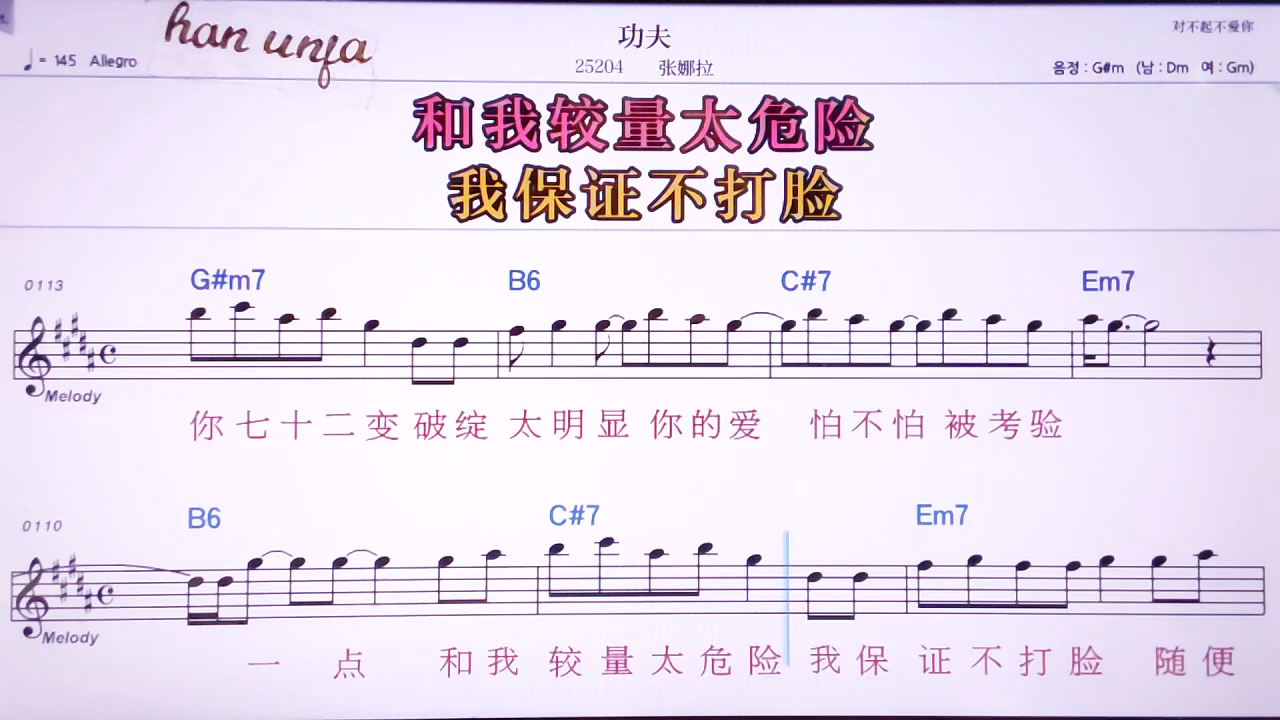 han unfa
功夫
对不起不爱你
♩= 145 Allegro
25204 张娜拉
음정 : G#m (남 : Dm 여 : Gm)
和我较量太危险
我保证不打脸
0113
G#m7 B6 C#7 Em7
Melody
你七十二变破绽 太明显 你的爱 怕不怕 被考验
0110
B6 C#7 Em7
Melody
一 点 和我 较量太危险 我保 证不打脸 随便